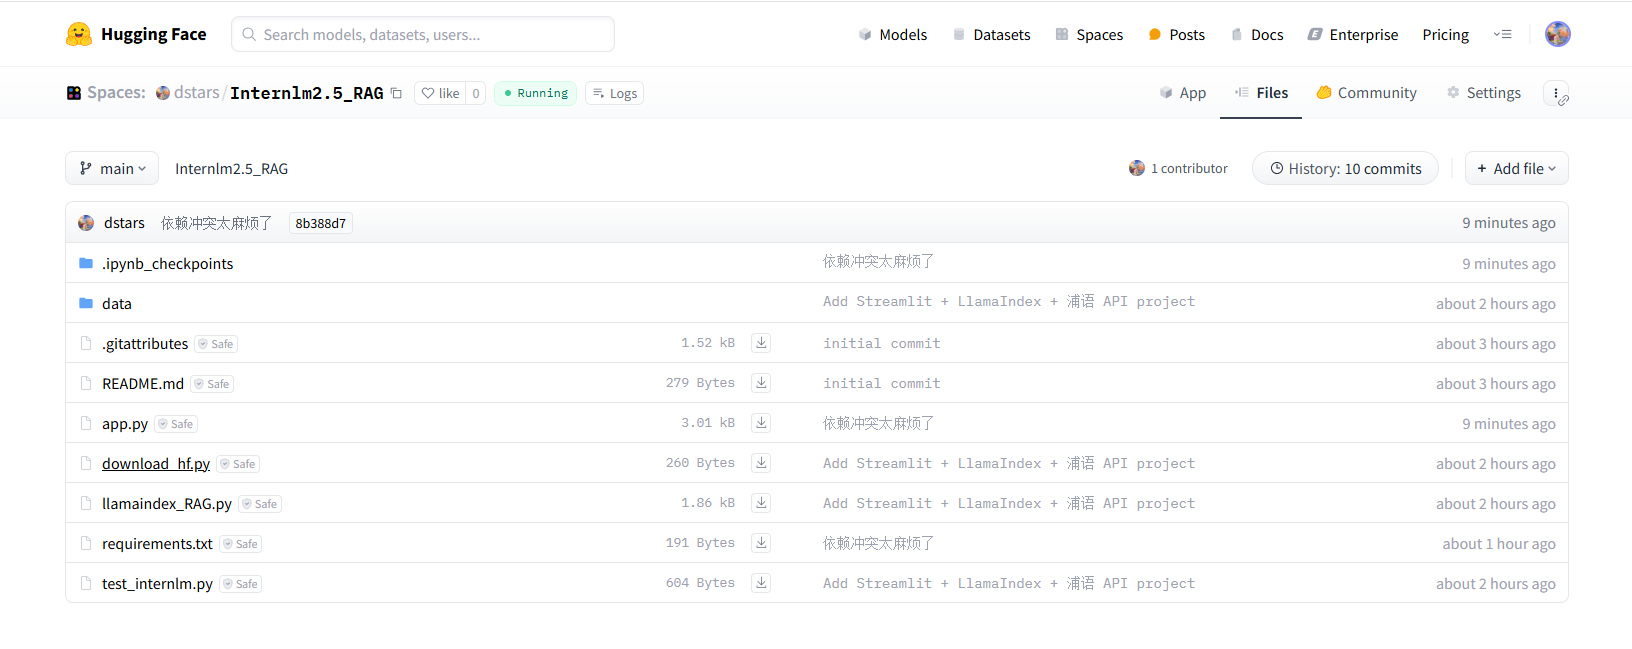 Hugging Face Search models, datasets, users... Models Datasets Spaces Posts Docs Enterprise Pricing
Spaces: dstars/Internlm2.5_RAG like 0 Running Logs App Files Community Settings
main Internlm2.5_RAG 1 contributor History: 10 commits + Add file
dstars 依赖冲突太麻烦了 8b388d7 9 minutes ago
.ipynb_checkpoints 依赖冲突太麻烦了 9 minutes ago
data Add Streamlit + LlamaIndex + 浦语 API project about 2 hours ago
.gitattributes Safe 1.52 kB initial commit about 3 hours ago
README.md Safe 279 Bytes initial commit about 3 hours ago
app.py Safe 3.01 kB 依赖冲突太麻烦了 9 minutes ago
download_hf.py Safe 260 Bytes Add Streamlit + LlamaIndex + 浦语 API project about 2 hours ago
llamaindex_RAG.py Safe 1.86 kB Add Streamlit + LlamaIndex + 浦语 API project about 2 hours ago
requirements.txt Safe 191 Bytes 依赖冲突太麻烦了 about 1 hour ago
test_internlm.py Safe 604 Bytes Add Streamlit + LlamaIndex + 浦语 API project about 2 hours ago